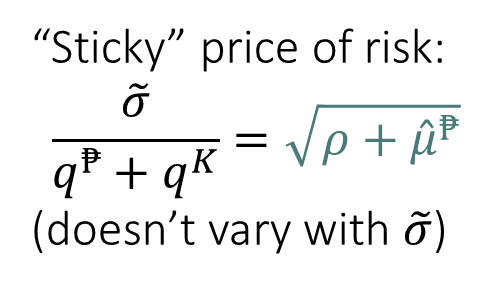 “Sticky” price of risk:
σ̃ / (q^₱ + q^K) = √(ρ + μ̂^₱)
(doesn’t vary with σ̃)